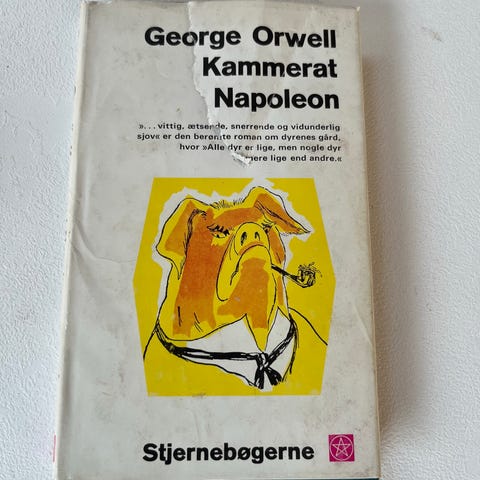 George Orwell
Kammerat
Napoleon
»... vittig, ætsende, snerrende og vidunderlig
sjov« er den berømte roman om dyrenes gård,
hvor »Alle dyr er lige, men nogle dyr
lige end andre.«
Stjernebøgerne